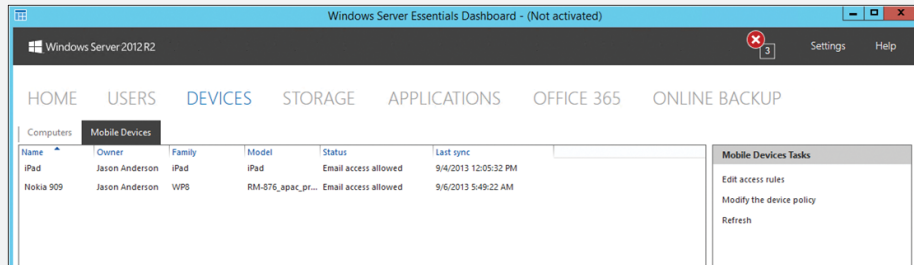 Windows Server Essentials Dashboard - (Not activated)
Windows Server 2012 R2
3
Settings
Help
HOME USERS DEVICES STORAGE APPLICATIONS OFFICE 365 ONLINE BACKUP
Computers Mobile Devices
Name Owner Family Model Status Last sync
iPad Jason Anderson iPad iPad Email access allowed 9/4/2013 12:05:32 PM
Nokia 909 Jason Anderson WP8 RM-876_apac_pr... Email access allowed 9/6/2013 5:49:22 AM
Mobile Devices Tasks
Edit access rules
Modify the device policy
Refresh